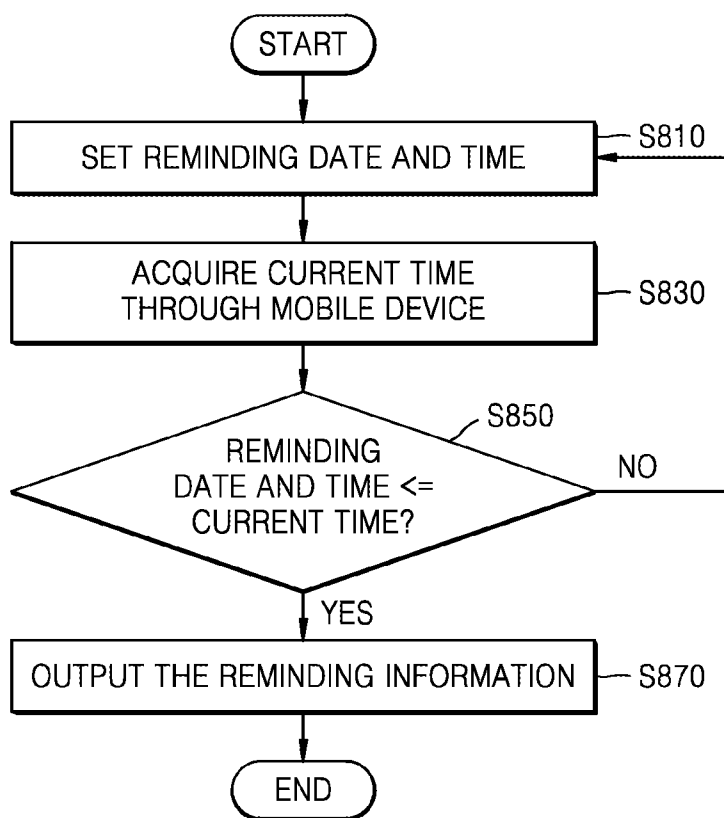 START
SET REMINDING DATE AND TIME
S810
ACQUIRE CURRENT TIME
THROUGH MOBILE DEVICE
S830
S850
REMINDING
DATE AND TIME <=
CURRENT TIME?
NO
YES
OUTPUT THE REMINDING INFORMATION
S870
END